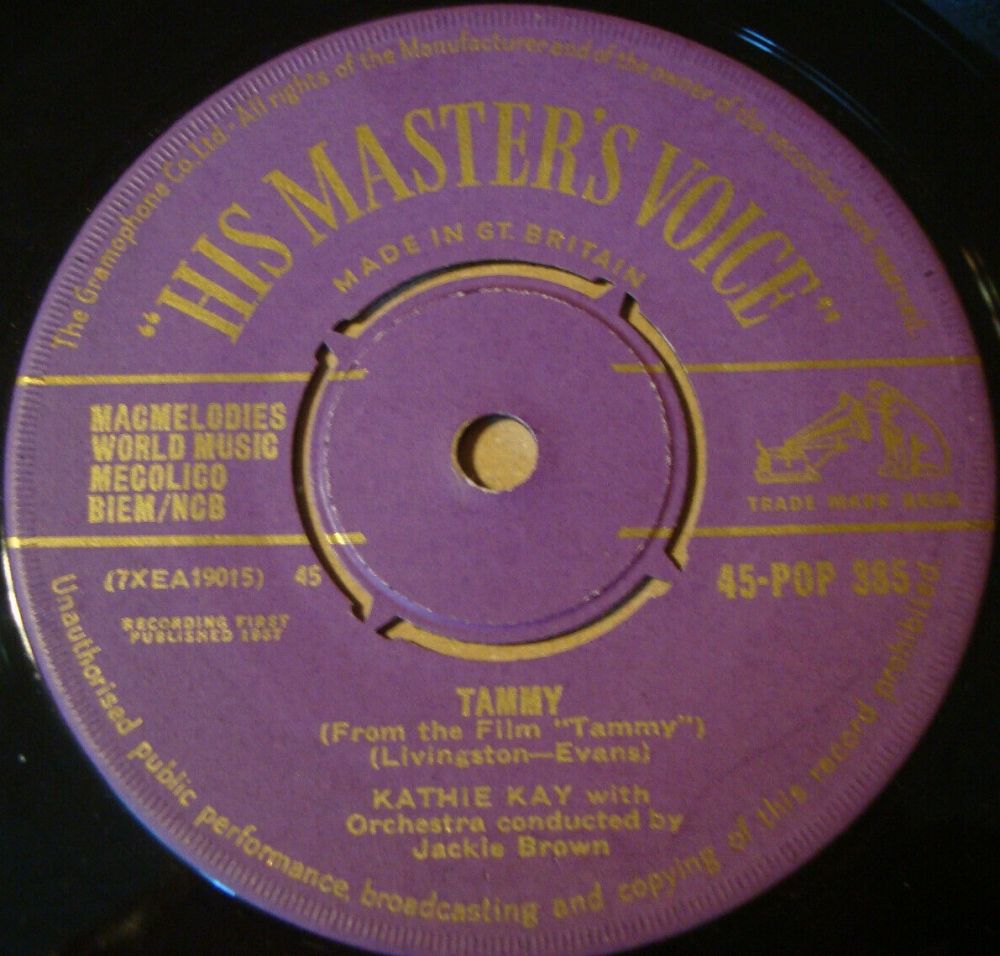 The Gramophone Co. Ltd. - All rights of the Manufacturer and of the owner of the recorded work reserved.
"HIS MASTER'S VOICE"
MADE IN GT. BRITAIN
MACMELODIES
WORLD MUSIC
MECOLICO
BIEM/NCB
TRADE MARK REGD
(7XEA19015) 45
45-POP 385
RECORDING FIRST
PUBLISHED 1957
TAMMY
(From the Film "Tammy")
(Livingston—Evans)
KATHIE KAY with
Orchestra conducted by
Jackie Brown
Unauthorised public performance, broadcasting and copying of this record prohibited.